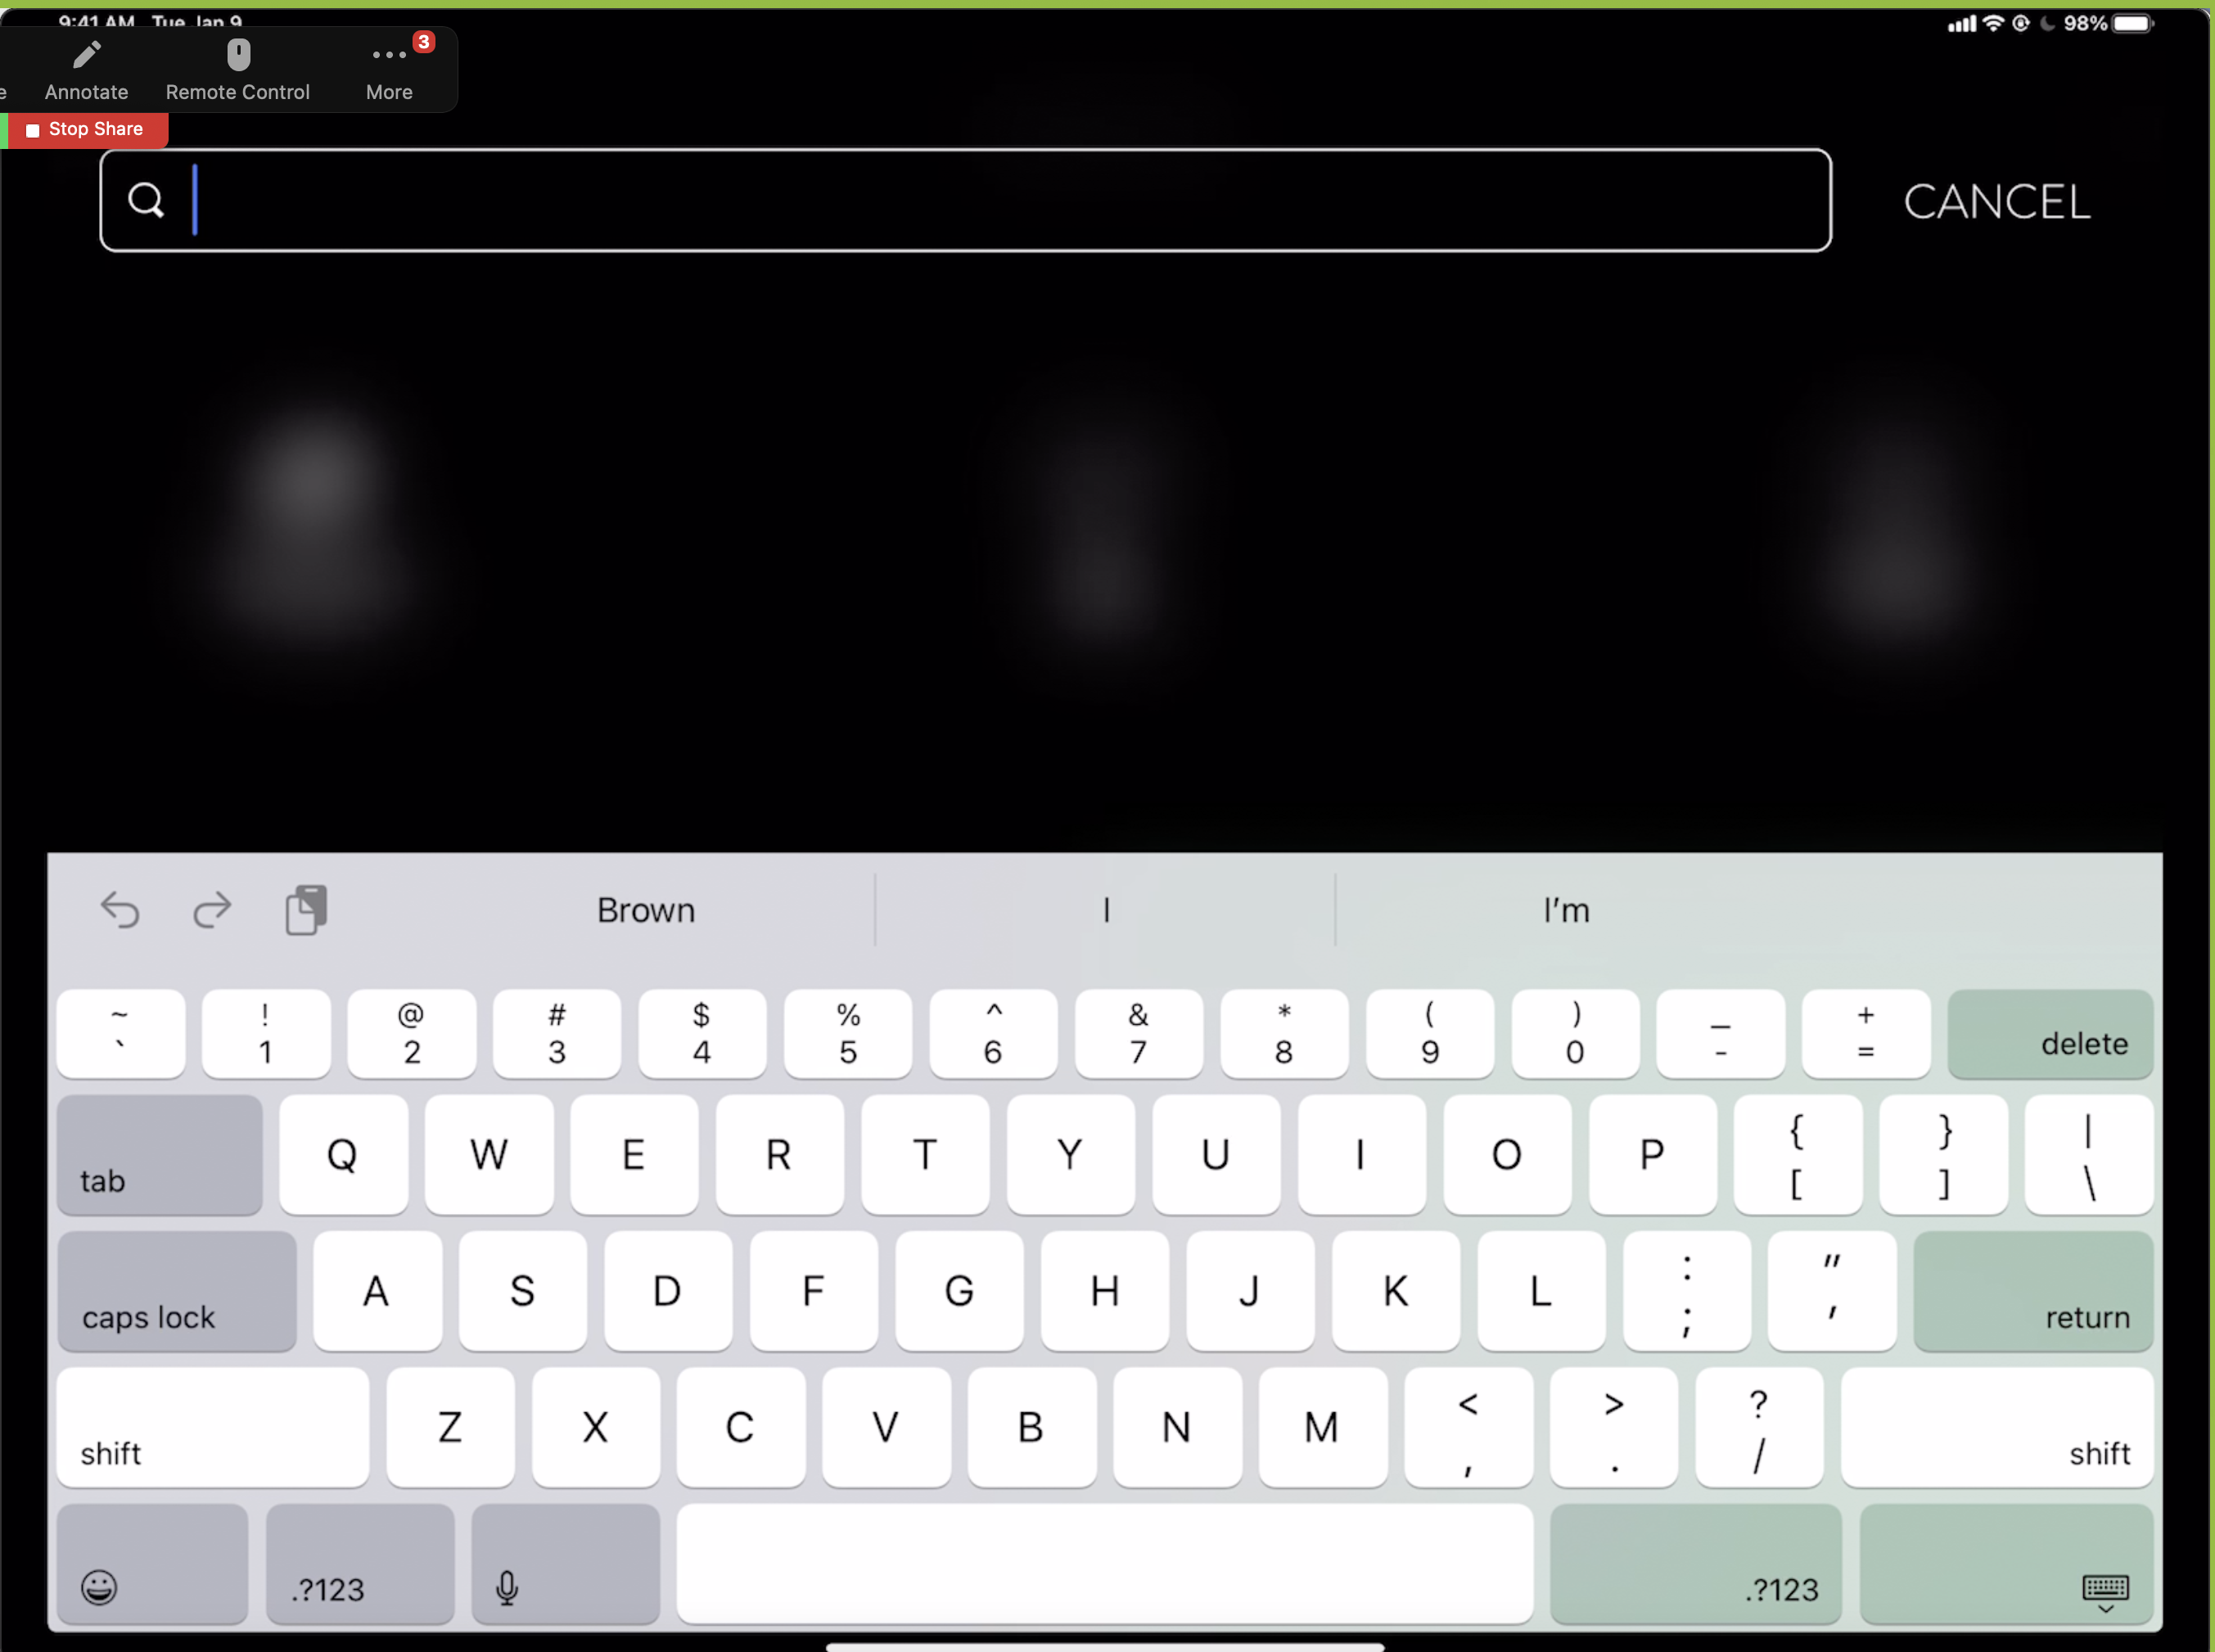 9:41 AM Tue Jan 9
98%
Annotate
Remote Control
More
3
Stop Share
CANCEL
Brown
I
I'm
~ ! @ # $ % ^ & * ( ) _ +
` 1 2 3 4 5 6 7 8 9 0 - = delete
tab Q W E R T Y U I O P { [ } ] | \
caps lock A S D F G H J K L : ; " ' return
shift Z X C V B N M < , > . ? / shift
.?123 .?123